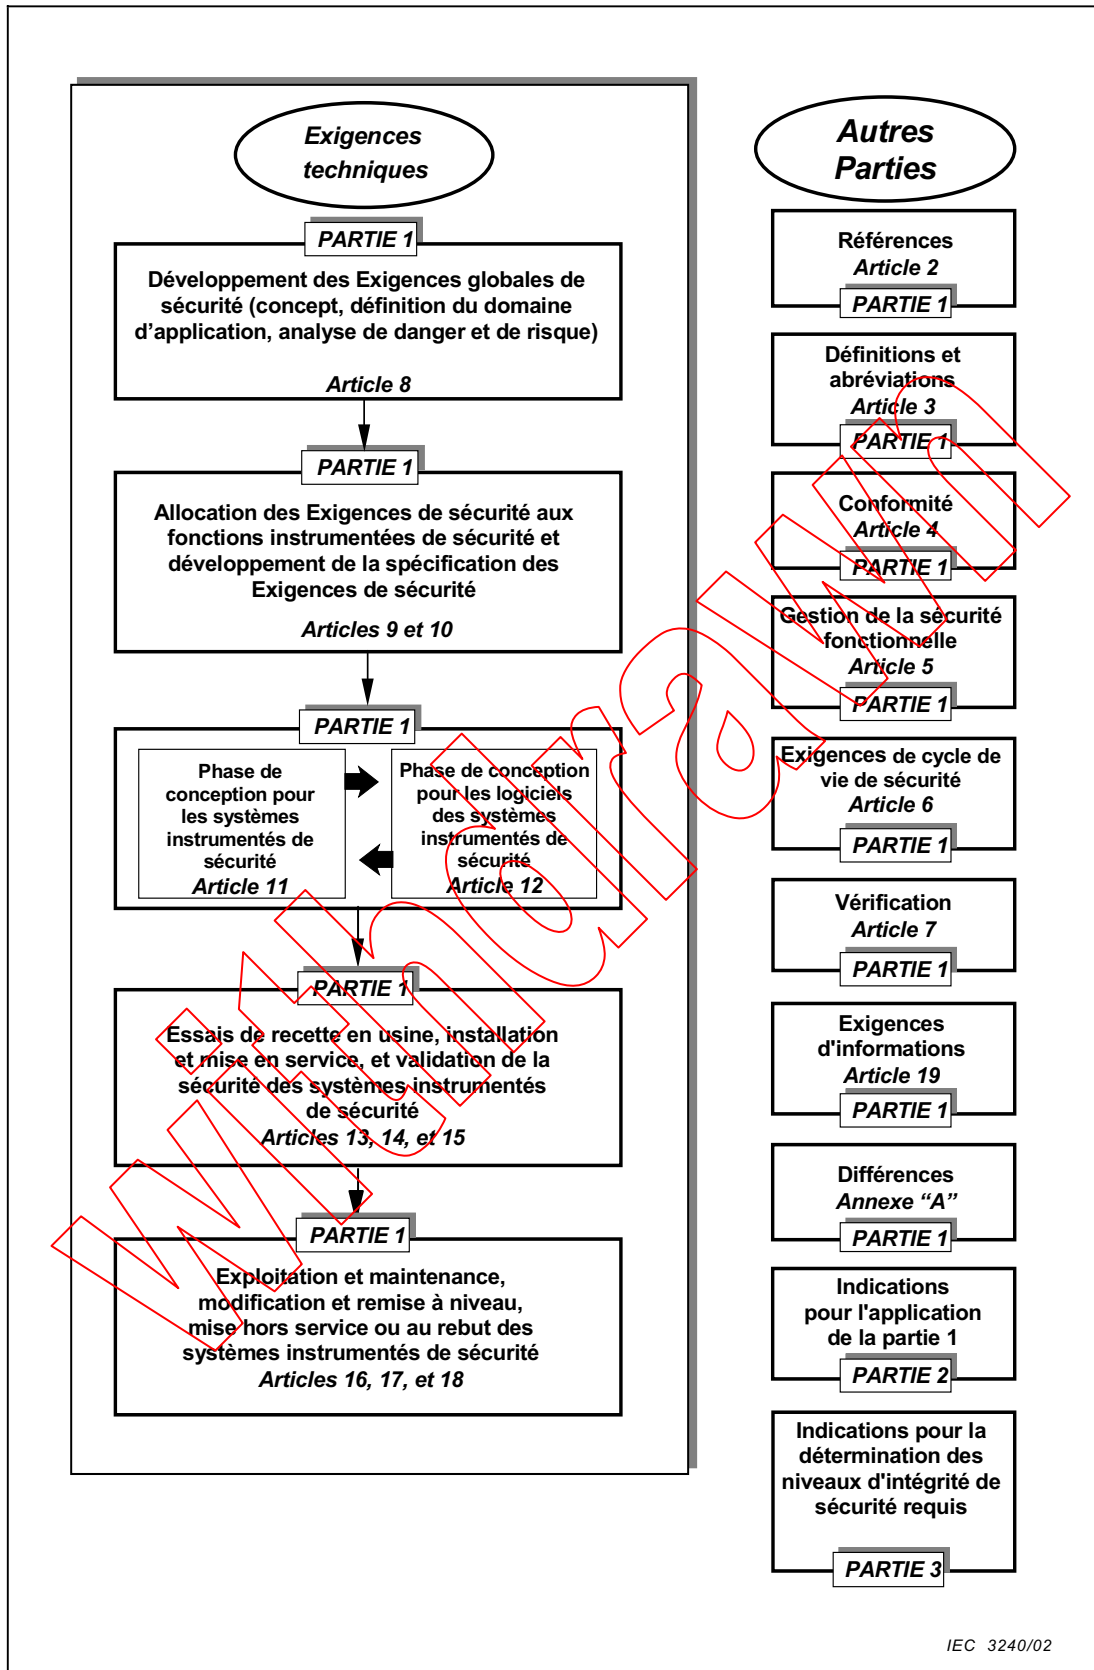 Exigences
techniques
PARTIE 1
Développement des Exigences globales de
sécurité (concept, définition du domaine
d'application, analyse de danger et de risque)
Article 8
PARTIE 1
Allocation des Exigences de sécurité aux
fonctions instrumentées de sécurité et
développement de la spécification des
Exigences de sécurité
Articles 9 et 10
PARTIE 1
Phase de
conception pour
les systèmes
instrumentés de
sécurité
Article 11
Phase de conception
pour les logiciels
des systèmes
instrumentés de
sécurité
Article 12
PARTIE 1
Essais de recette en usine, installation
et mise en service, et validation de la
sécurité des systèmes instrumentés
de sécurité
Articles 13, 14, et 15
PARTIE 1
Exploitation et maintenance,
modification et remise à niveau,
mise hors service ou au rebut des
systèmes instrumentés de sécurité
Articles 16, 17, et 18
Autres
Parties
Références
Article 2
PARTIE 1
Définitions et
abréviations
Article 3
PARTIE 1
Conformité
Article 4
PARTIE 1
Gestion de la sécurité
fonctionnelle
Article 5
PARTIE 1
Exigences de cycle de
vie de sécurité
Article 6
PARTIE 1
Vérification
Article 7
PARTIE 1
Exigences
d'informations
Article 19
PARTIE 1
Différences
Annexe “A”
PARTIE 1
Indications
pour l'application
de la partie 1
PARTIE 2
Indications pour la
détermination des
niveaux d'intégrité de
sécurité requis
PARTIE 3
IEC 3240/02
Withdrawn